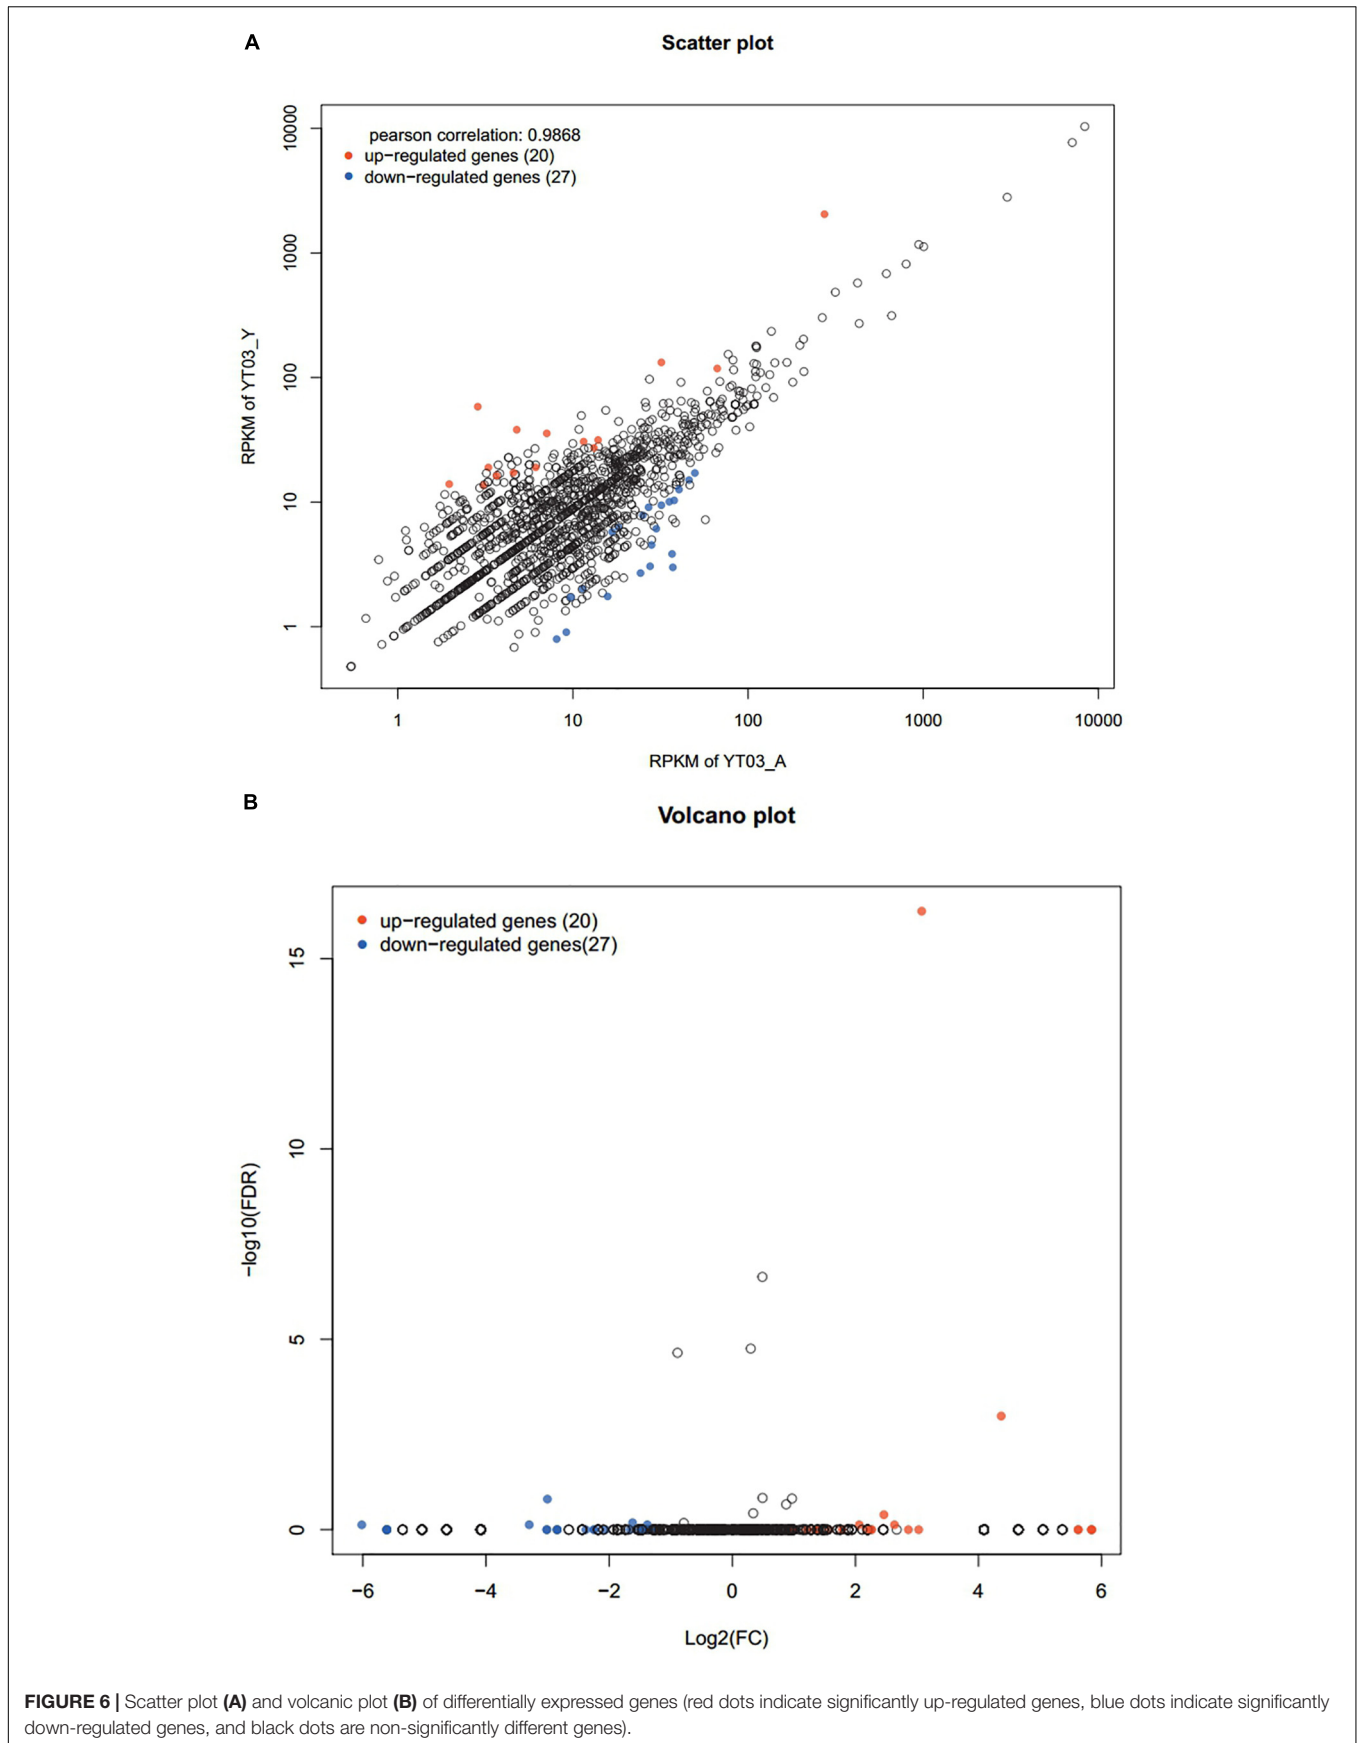 A
Scatter plot
pearson correlation: 0.9868
up−regulated genes (20)
down−regulated genes (27)
10000
1000
100
10
1
RPKM of YT03_Y
1 10 100 1000 10000
RPKM of YT03_A
B
Volcano plot
up−regulated genes (20)
down−regulated genes(27)
15
10
5
0
−log10(FDR)
−6 −4 −2 0 2 4 6
Log2(FC)
FIGURE 6 | Scatter plot (A) and volcanic plot (B) of differentially expressed genes (red dots indicate significantly up-regulated genes, blue dots indicate significantly
down-regulated genes, and black dots are non-significantly different genes).